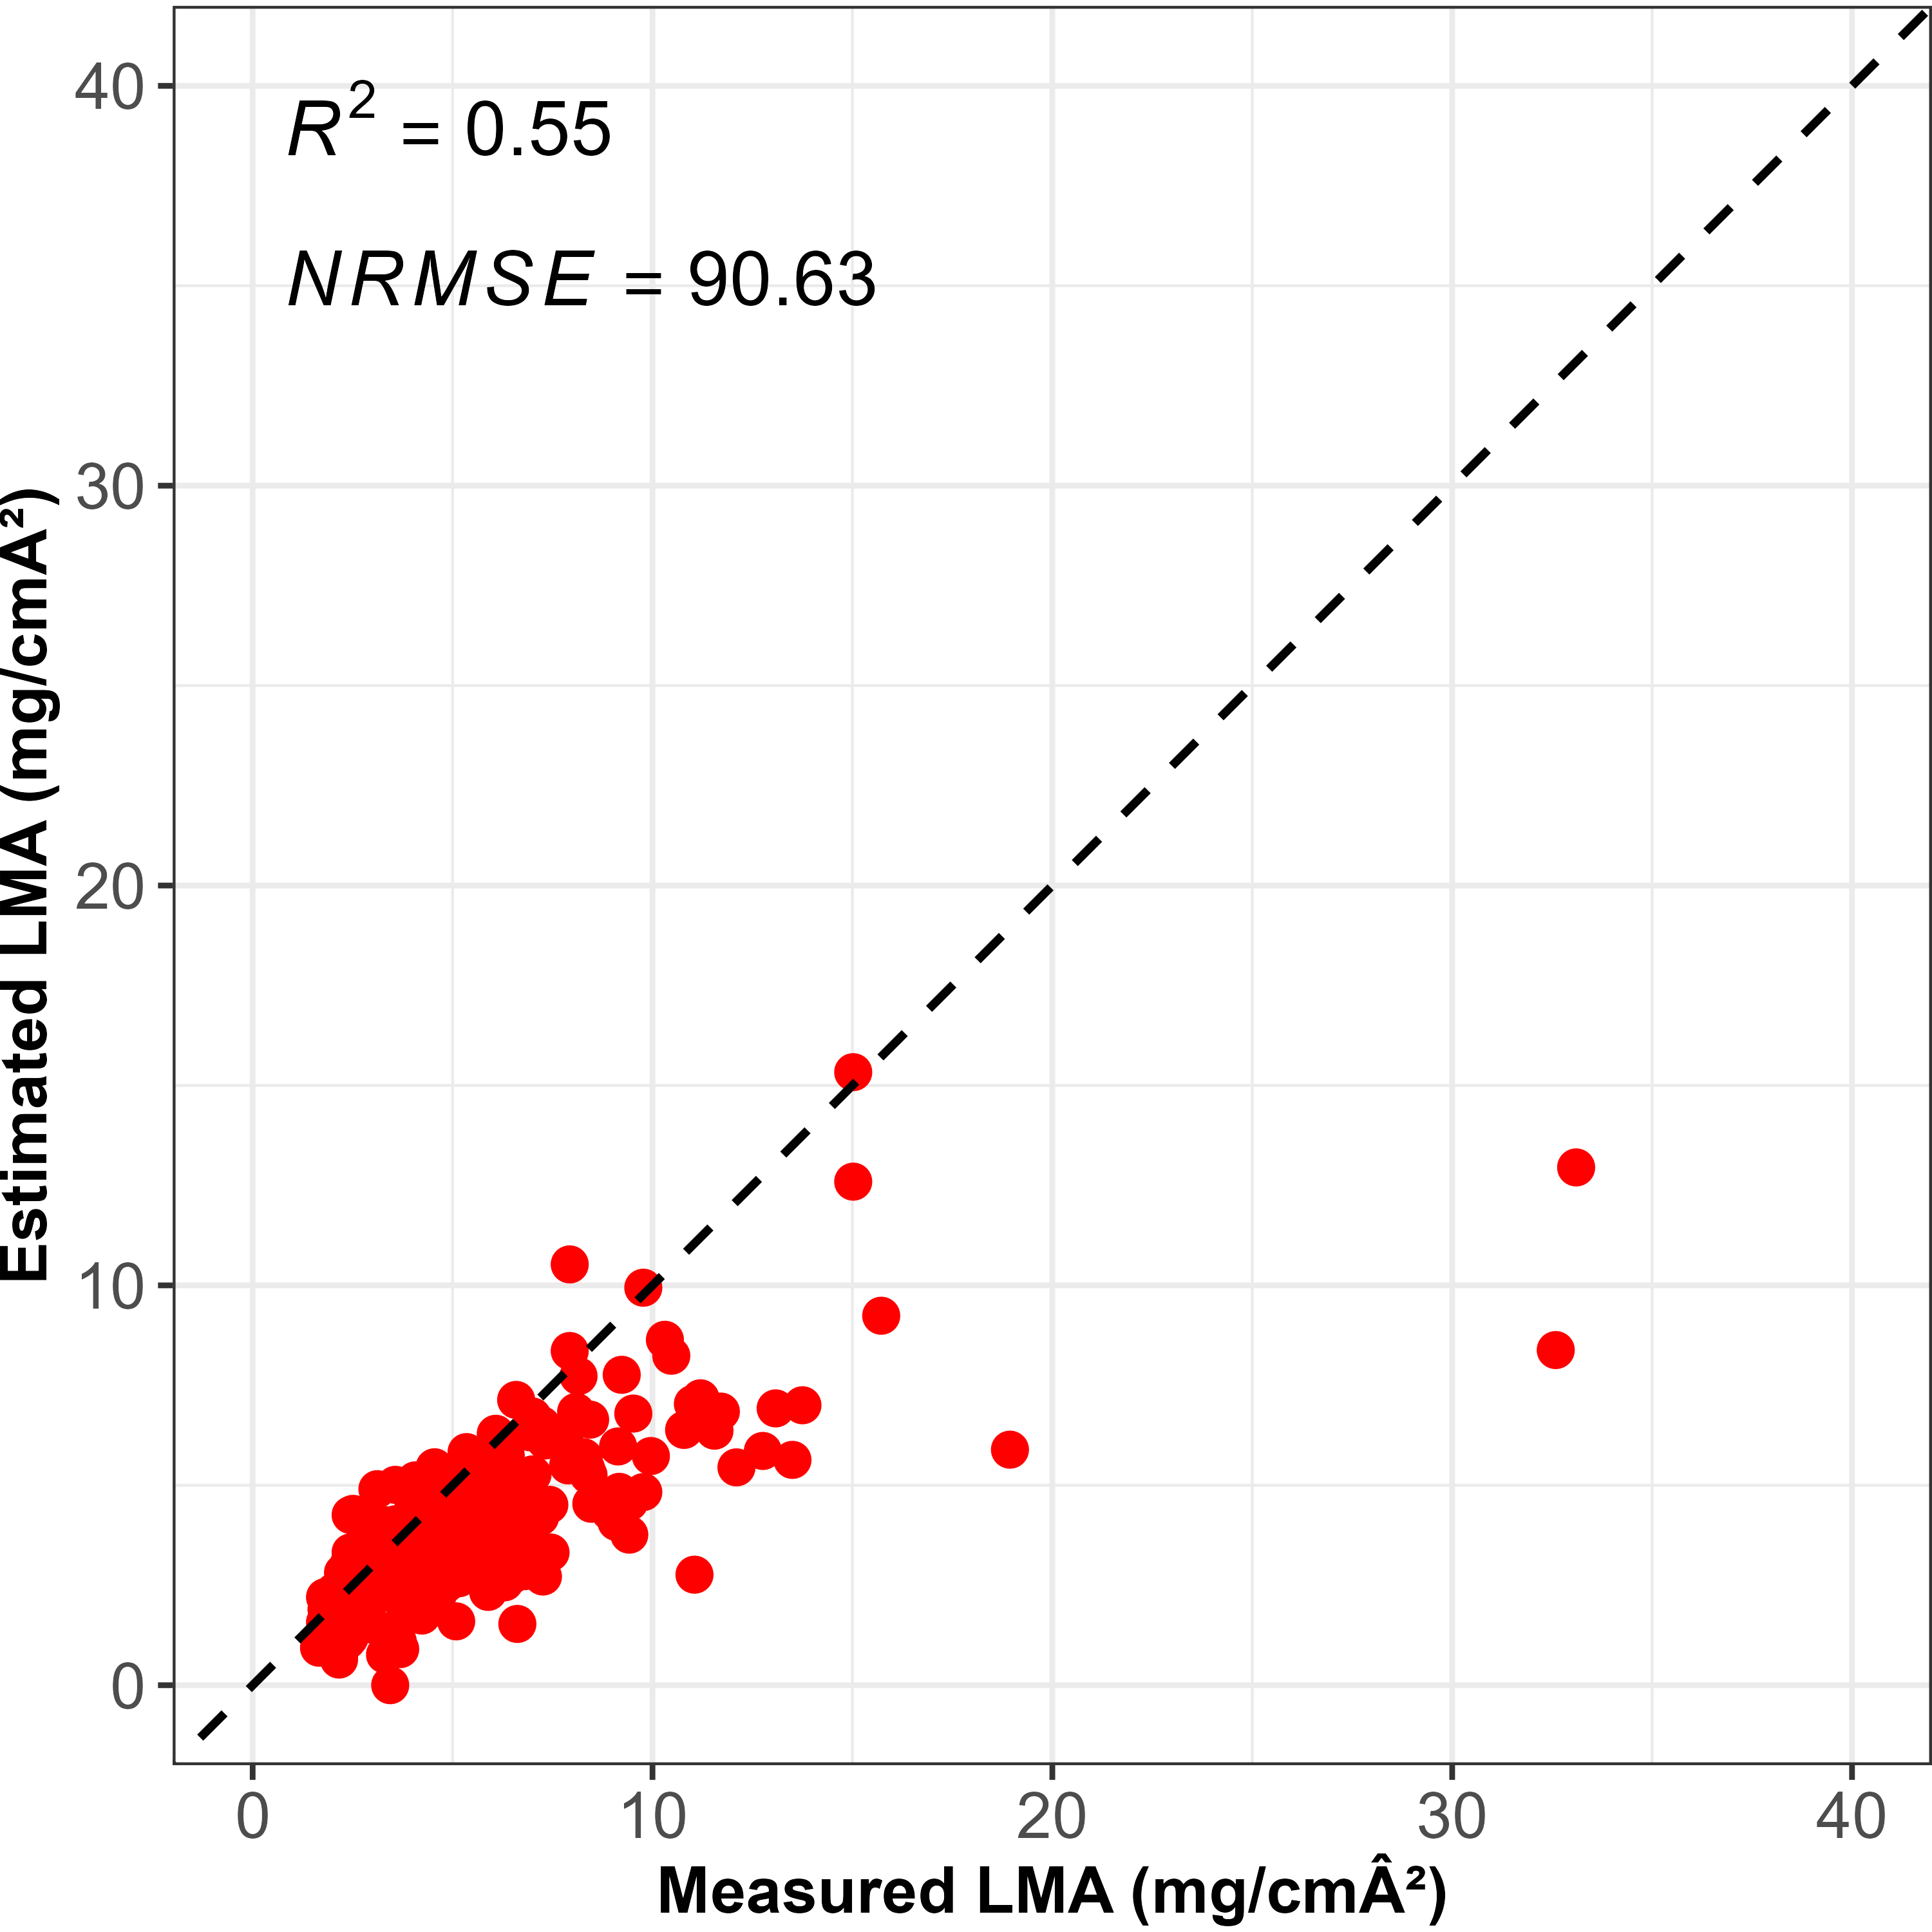 R² = 0.55
NRMSE = 90.63
Estimated LMA (mg/cmÂ²)
40
30
20
10
0
0 10 20 30 40
Measured LMA (mg/cmÂ²)